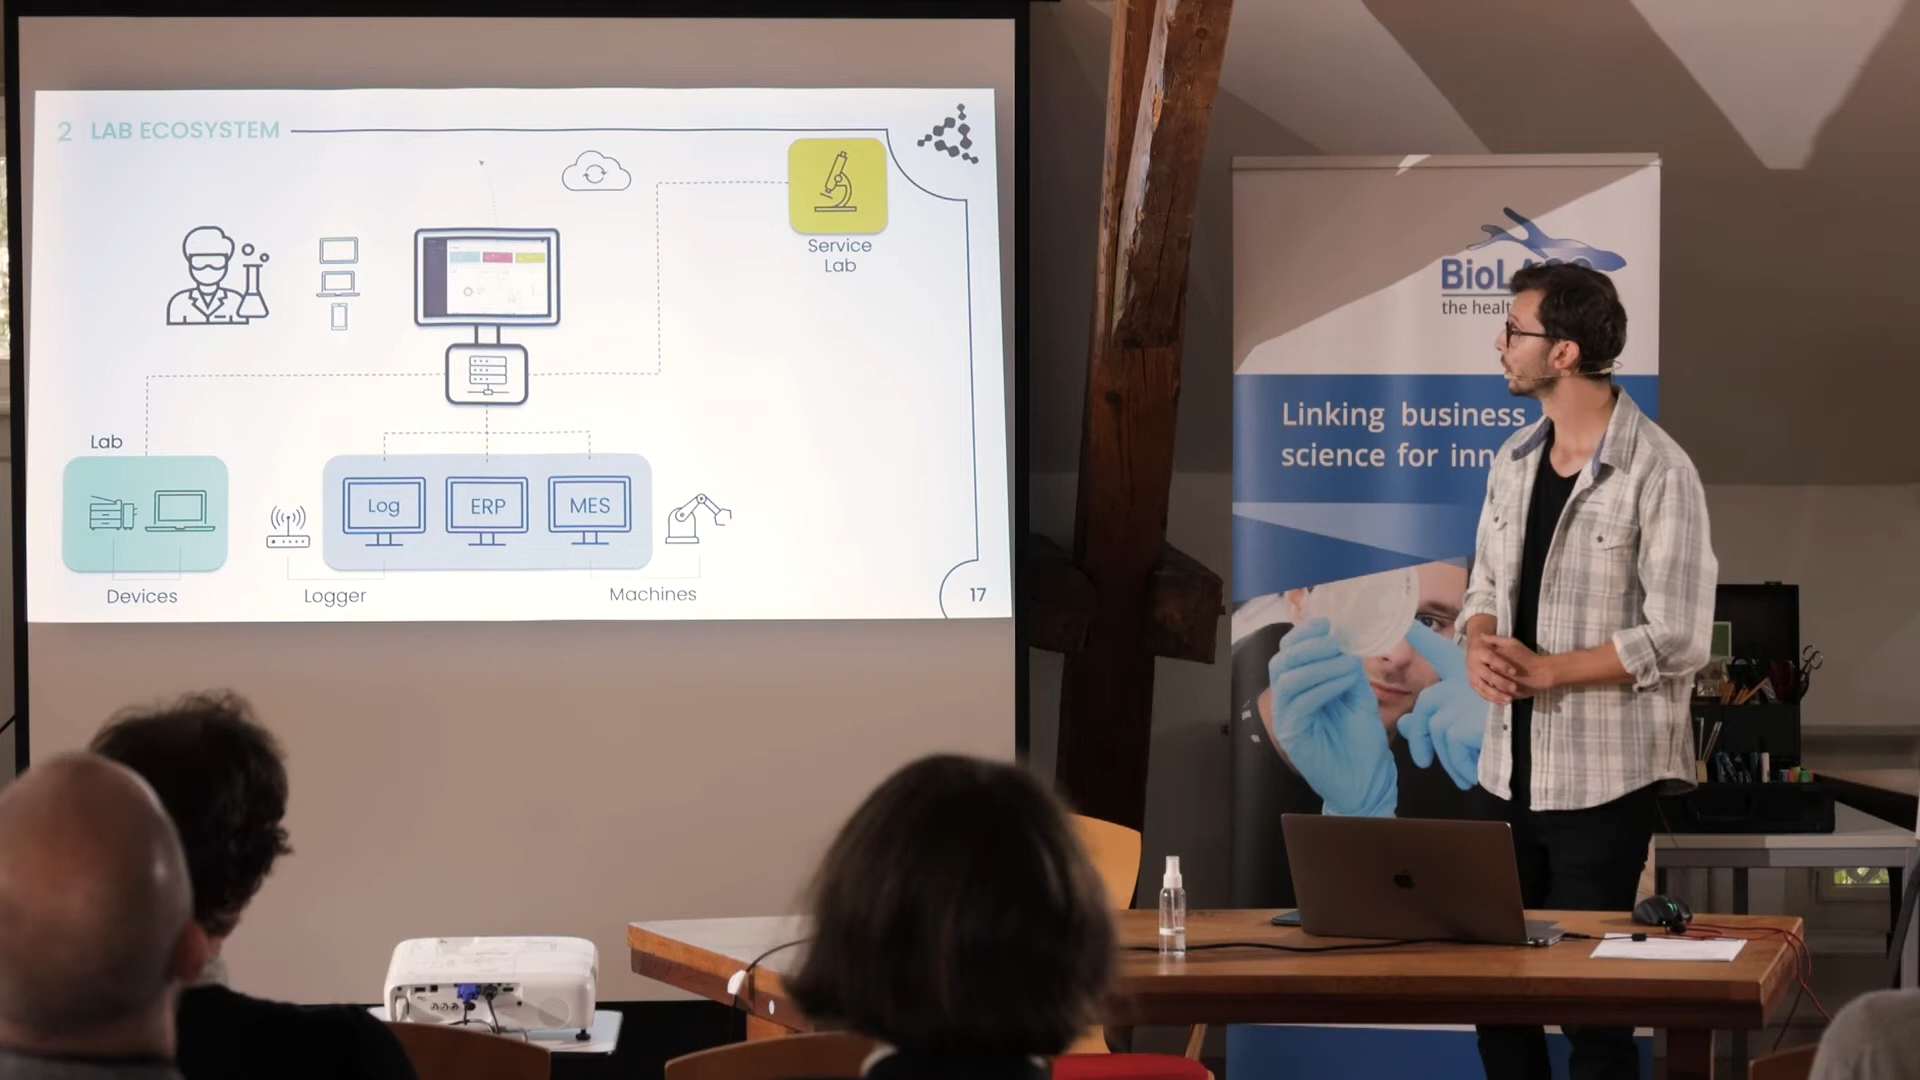 2 LAB ECOSYSTEM
Service
Lab
Lab
Log
ERP
MES
Devices
Logger
Machines
17
BioL
the healt
Linking business
science for inn